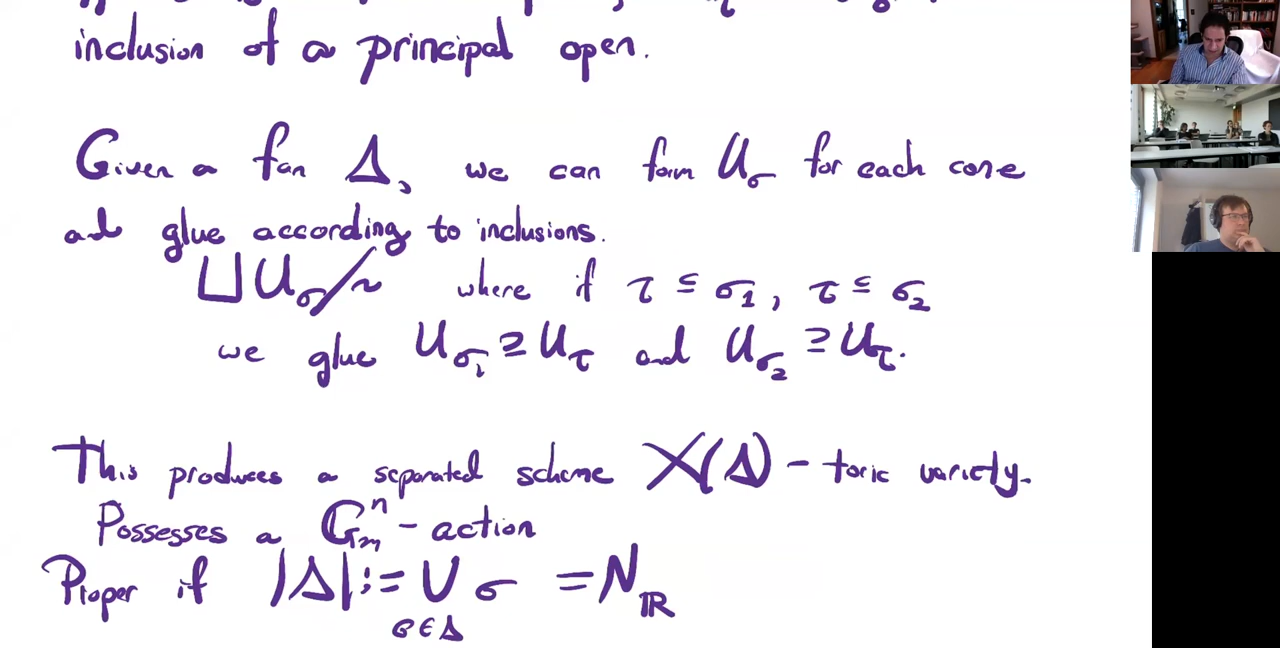 inclusion of a principal open.
Given a fan Δ, we can form U_σ for each cone
and glue according to inclusions.
⊔ U_σ/~ where if τ ⊆ σ_1, τ ⊆ σ_2
we glue U_σ_1 ⊇ U_τ and U_σ_2 ⊇ U_τ.
This produces a separated scheme X(Δ) - toric variety.
Possesses a G_m^n - action
Proper if |Δ| := ∪ σ = N_ℝ
σ ∈ Δ